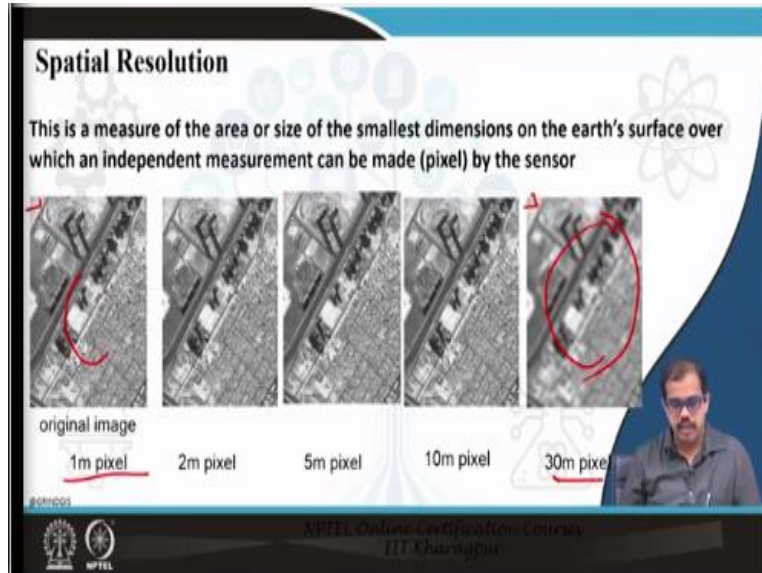 Spatial Resolution
This is a measure of the area or size of the smallest dimensions on the earth's surface over
which an independent measurement can be made (pixel) by the sensor
original image
1m pixel
2m pixel
5m pixel
10m pixel
30m pixel
NPTEL Online Certification Courses
IIT Kharagpur
NPTEL